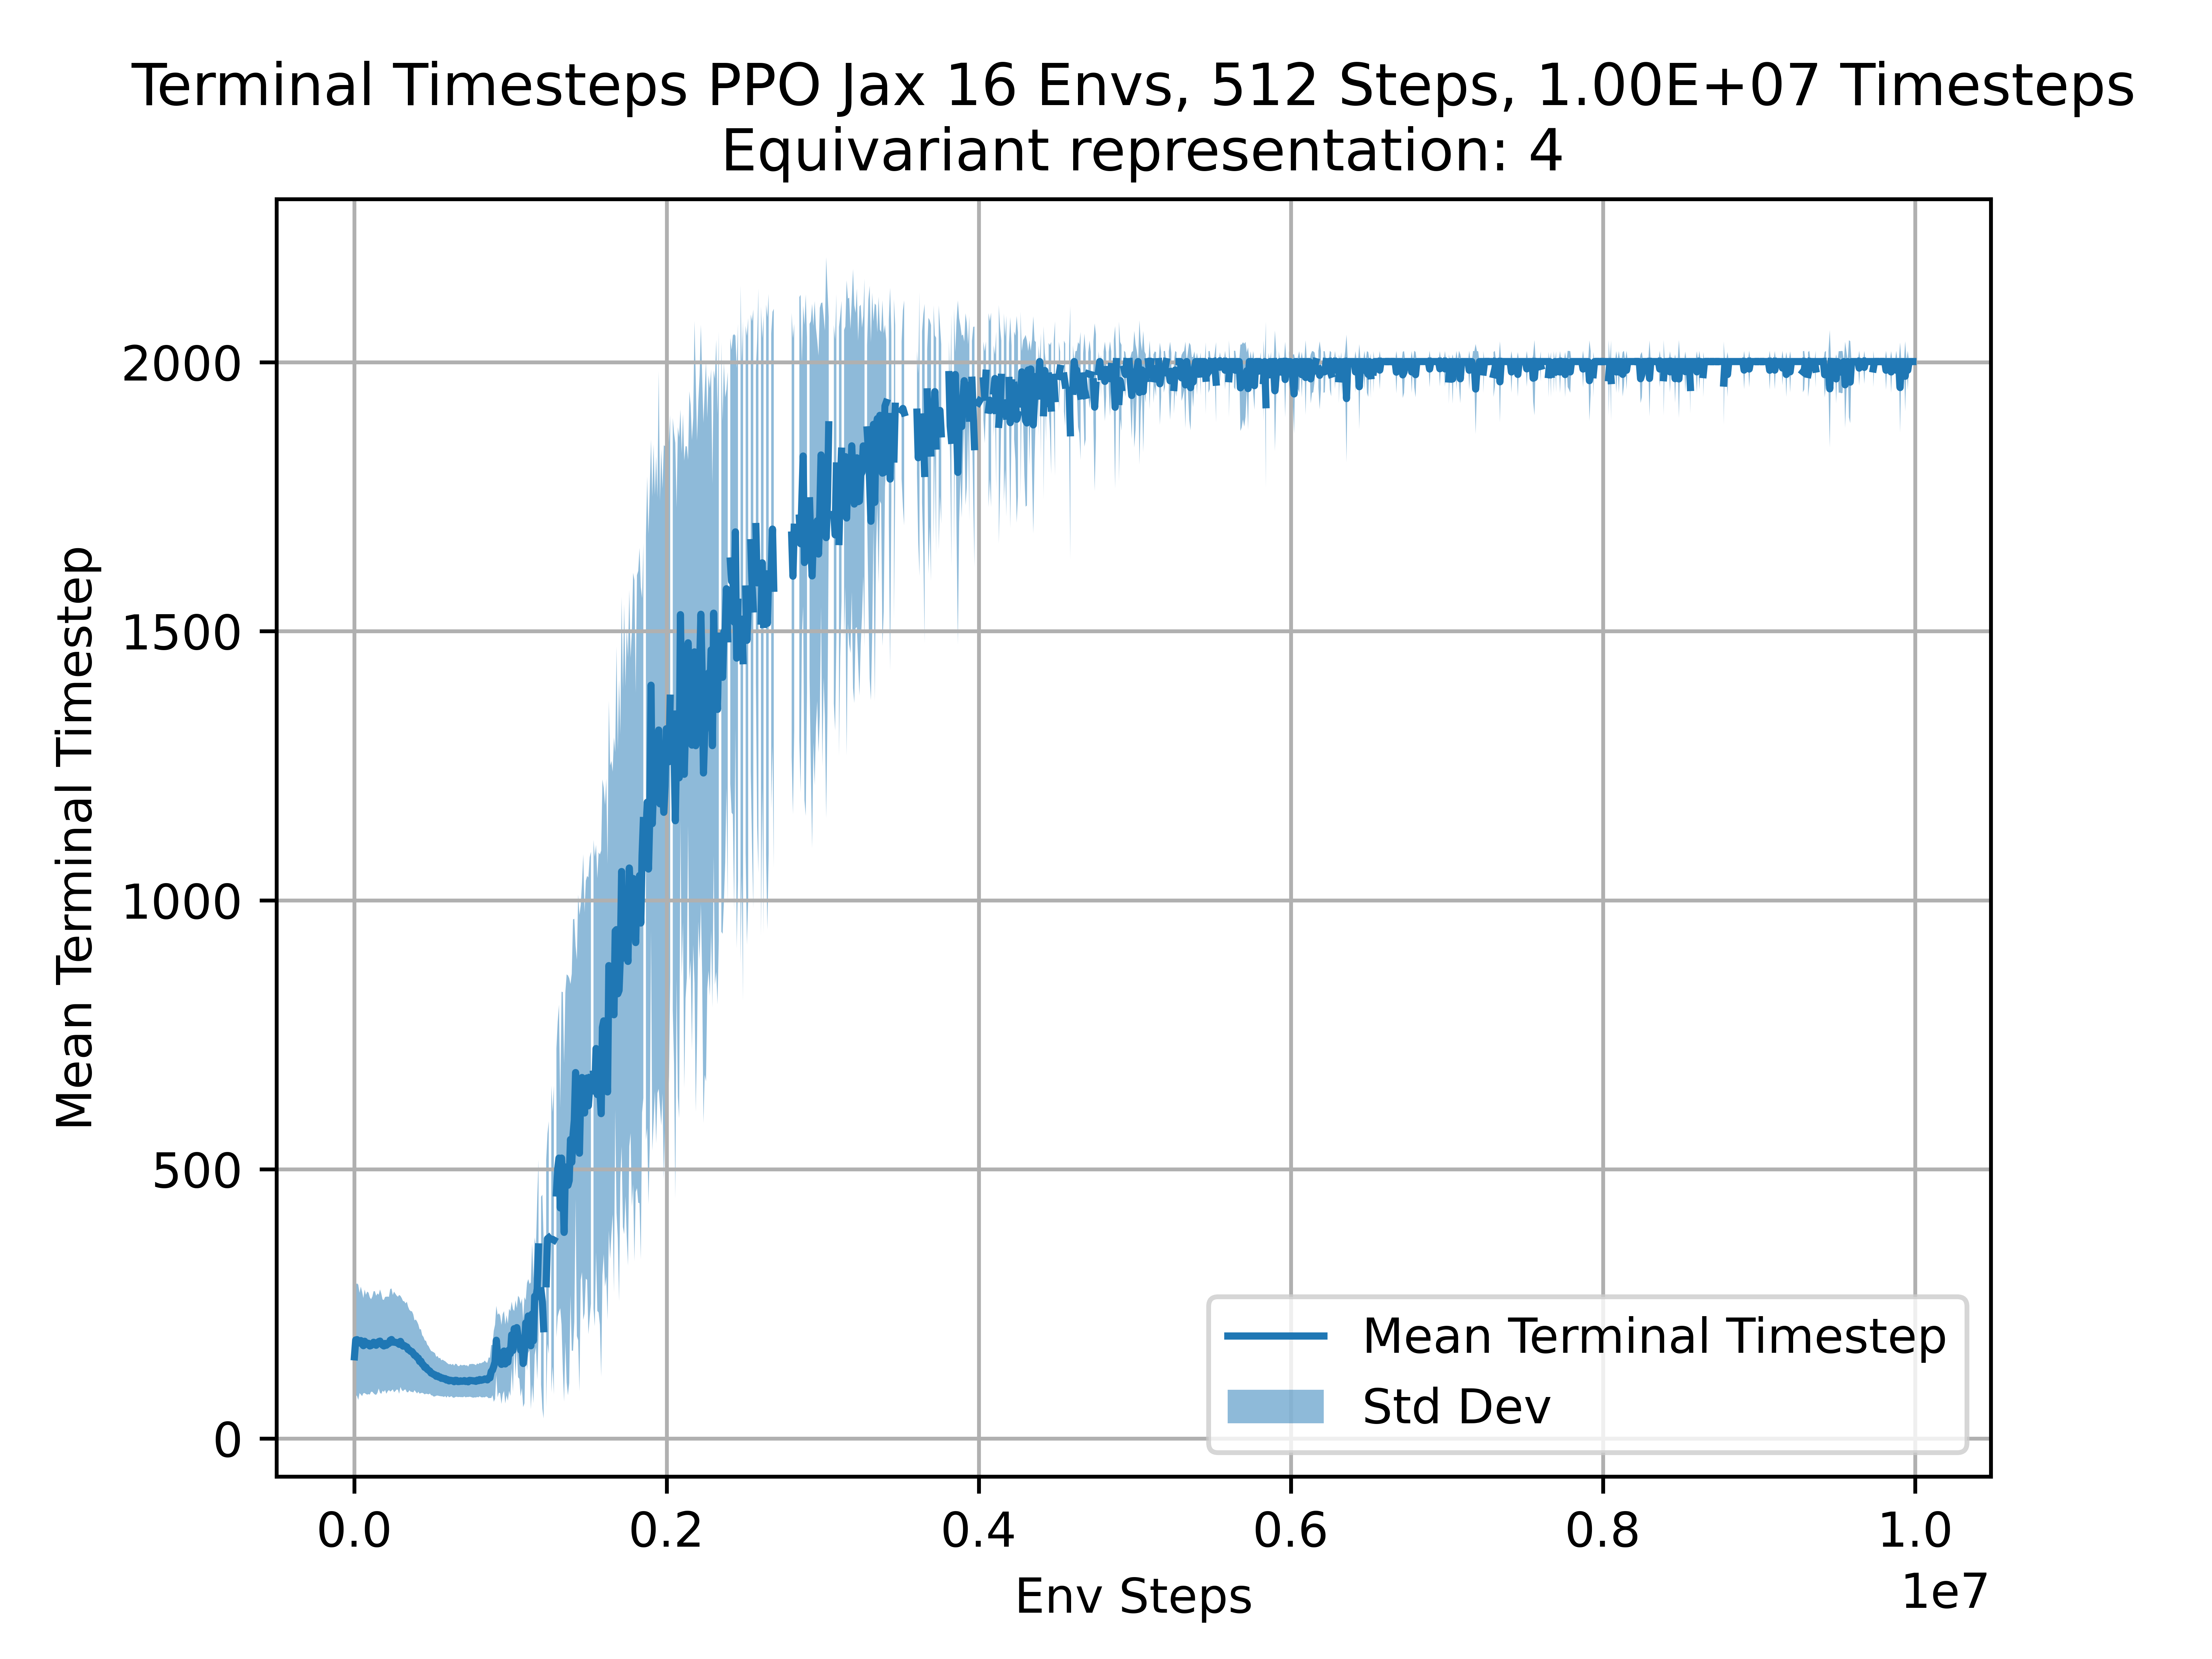 Terminal Timesteps PPO Jax 16 Envs, 512 Steps, 1.00E+07 Timesteps
Equivariant representation: 4
Mean Terminal Timestep
2000
1500
1000
500
0
Mean Terminal Timestep
Std Dev
0.0 0.2 0.4 0.6 0.8 1.0
1e7
Env Steps